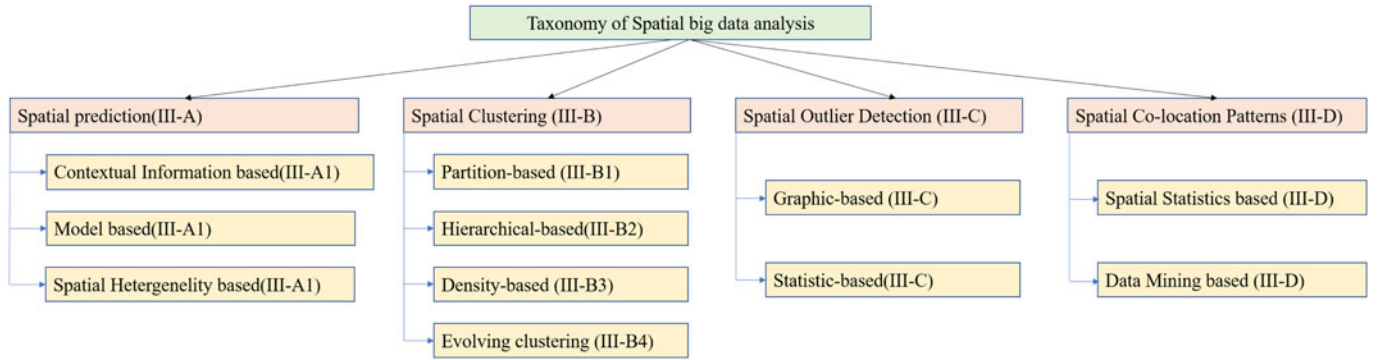 Taxonomy of Spatial big data analysis
Spatial prediction(III-A)
Contextual Information based(III-A1)
Model based(III-A1)
Spatial Hetergenelity based(III-A1)
Spatial Clustering (III-B)
Partition-based (III-B1)
Hierarchical-based(III-B2)
Density-based (III-B3)
Evolving clustering (III-B4)
Spatial Outlier Detection (III-C)
Graphic-based (III-C)
Statistic-based(III-C)
Spatial Co-location Patterns (III-D)
Spatial Statistics based (III-D)
Data Mining based (III-D)